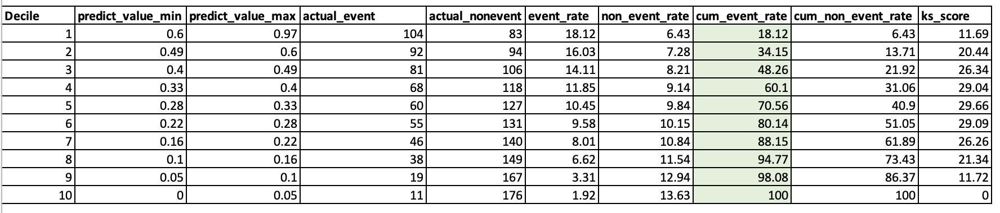 Decile predict_value_min predict_value_max actual_event actual_nonevent event_rate non_event_rate cum_event_rate cum_non_event_rate ks_score
1 0.6 0.97 104 83 18.12 6.43 18.12 6.43 11.69
2 0.49 0.6 92 94 16.03 7.28 34.15 13.71 20.44
3 0.4 0.49 81 106 14.11 8.21 48.26 21.92 26.34
4 0.33 0.4 68 118 11.85 9.14 60.1 31.06 29.04
5 0.28 0.33 60 127 10.45 9.84 70.56 40.9 29.66
6 0.22 0.28 55 131 9.58 10.15 80.14 51.05 29.09
7 0.16 0.22 46 140 8.01 10.84 88.15 61.89 26.26
8 0.1 0.16 38 149 6.62 11.54 94.77 73.43 21.34
9 0.05 0.1 19 167 3.31 12.94 98.08 86.37 11.72
10 0 0.05 11 176 1.92 13.63 100 100 0